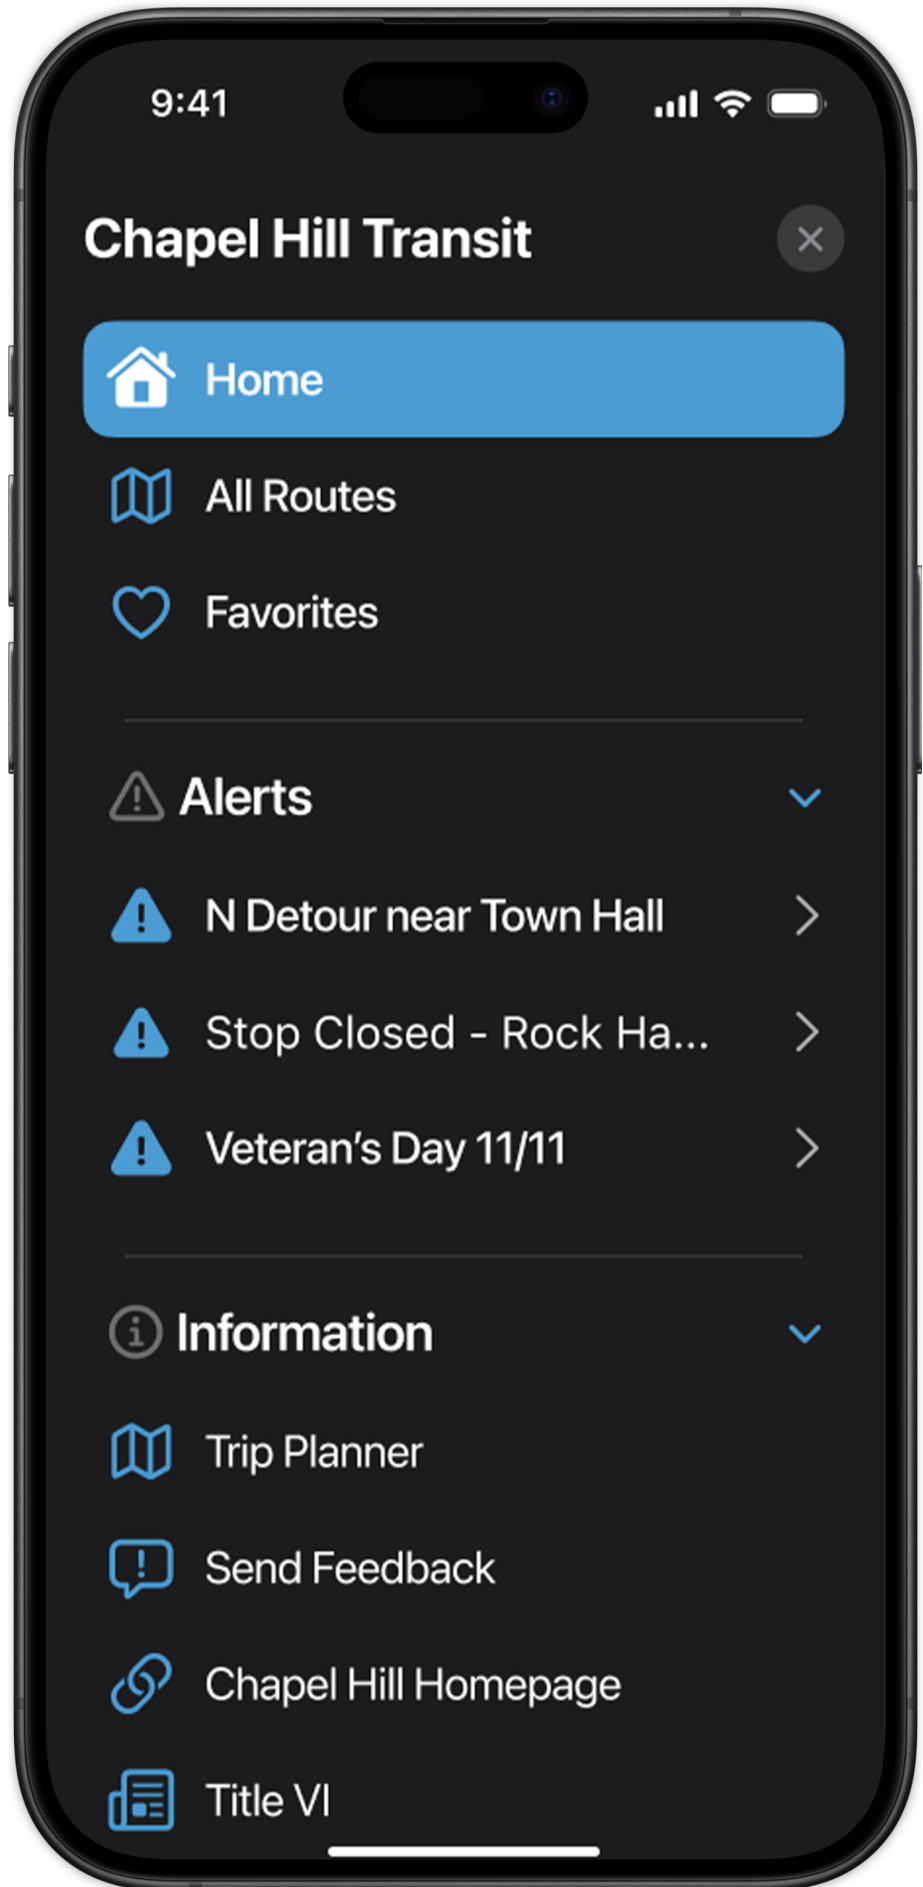 9:41
Chapel Hill Transit
Home
All Routes
Favorites
Alerts
N Detour near Town Hall
Stop Closed - Rock Ha...
Veteran’s Day 11/11
Information
Trip Planner
Send Feedback
Chapel Hill Homepage
Title VI